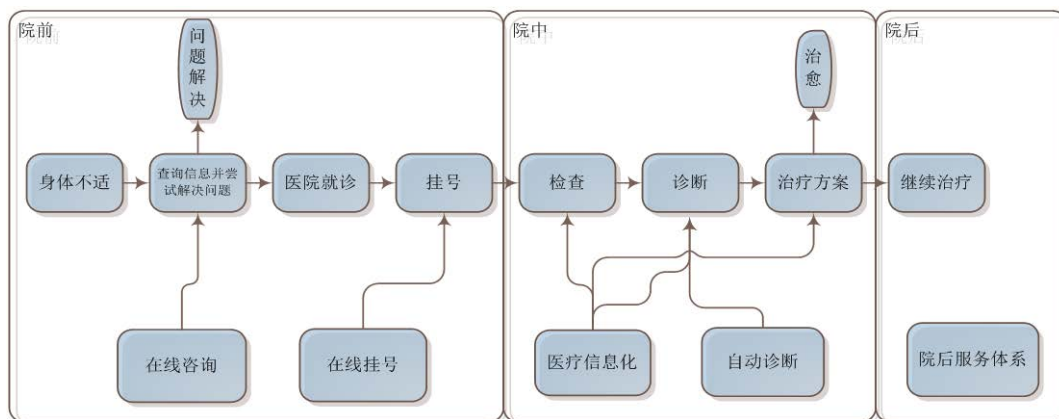 院前
院中
院后
问
题
解
决
治
愈
身体不适
查询信息并尝
试解决问题
医院就诊
挂号
检查
诊断
治疗方案
继续治疗
在线咨询
在线挂号
医疗信息化
自动诊断
院后服务体系